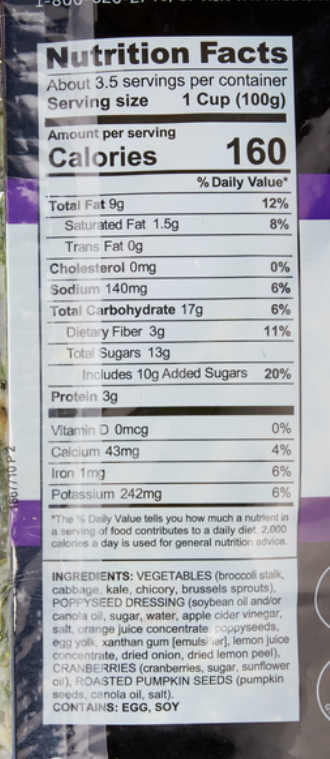 Nutrition Facts
About 3.5 servings per container
Serving size 1 Cup (100g)
Amount per serving
Calories 160
% Daily Value*
Total Fat 9g 12%
Saturated Fat 1.5g 8%
Trans Fat 0g
Cholesterol 0mg 0%
Sodium 140mg 6%
Total Carbohydrate 17g 6%
Dietary Fiber 3g 11%
Total Sugars 13g
Includes 10g Added Sugars 20%
Protein 3g
Vitamin D 0mcg 0%
Calcium 43mg 4%
Iron 1mg 6%
Potassium 242mg 6%
*The % Daily Value tells you how much a nutrient in
a serving of food contributes to a daily diet. 2,000
calories a day is used for general nutrition advice.
INGREDIENTS: VEGETABLES (broccoli stalk,
cabbage, kale, chicory, brussels sprouts),
POPPYSEED DRESSING (soybean oil and/or
canola oil, sugar, water, apple cider vinegar,
salt, orange juice concentrate, poppyseeds,
egg yolk, xanthan gum [emulsifier], lemon juice
concentrate, dried onion, dried lemon peel),
CRANBERRIES (cranberries, sugar, sunflower
oil), ROASTED PUMPKIN SEEDS (pumpkin
seeds, canola oil, salt).
CONTAINS: EGG, SOY